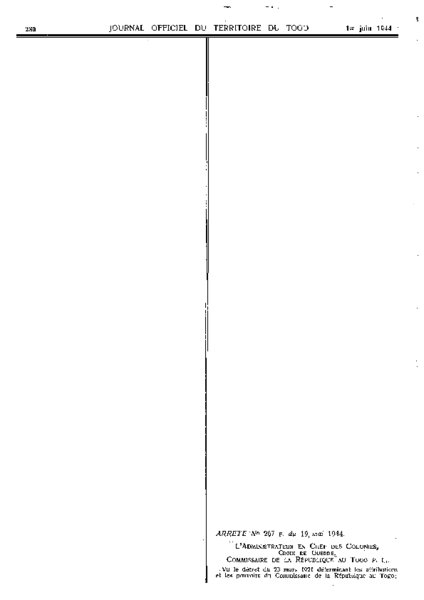 280 JOURNAL OFFICIEL DU TERRITOIRE DU TOGO 1er juin 1944
ARRETE No 267 p. du 19 mai 1944.
L'ADMINISTRATEUR EN CHEF DES COLONIES,
CROIX DE GUERRE,
COMMISSAIRE DE LA RÉPUBLIQUE AU TOGO P. I.,
Vu le décret du 23 mars 1921 déterminant les attributions
et les pouvoirs du Commissaire de la République au Togo;